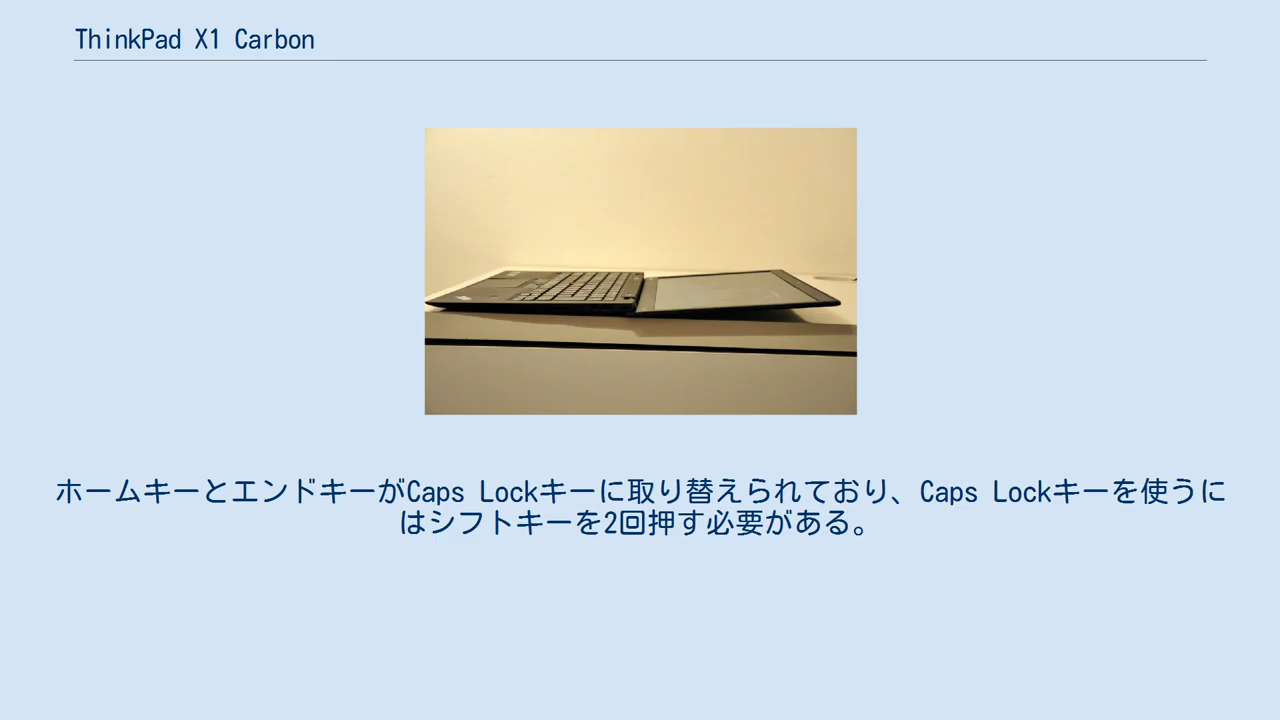 ThinkPad X1 Carbon
ホームキーとエンドキーがCaps Lockキーに取り替えられており、Caps Lockキーを使うに
はシフトキーを2回押す必要がある。